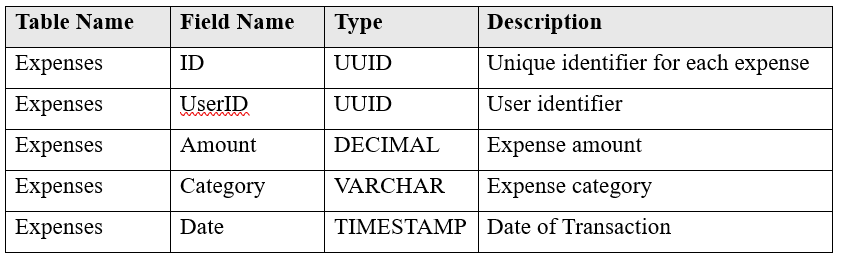 Table Name Field Name Type Description
Expenses ID UUID Unique identifier for each expense
Expenses UserID UUID User identifier
Expenses Amount DECIMAL Expense amount
Expenses Category VARCHAR Expense category
Expenses Date TIMESTAMP Date of Transaction